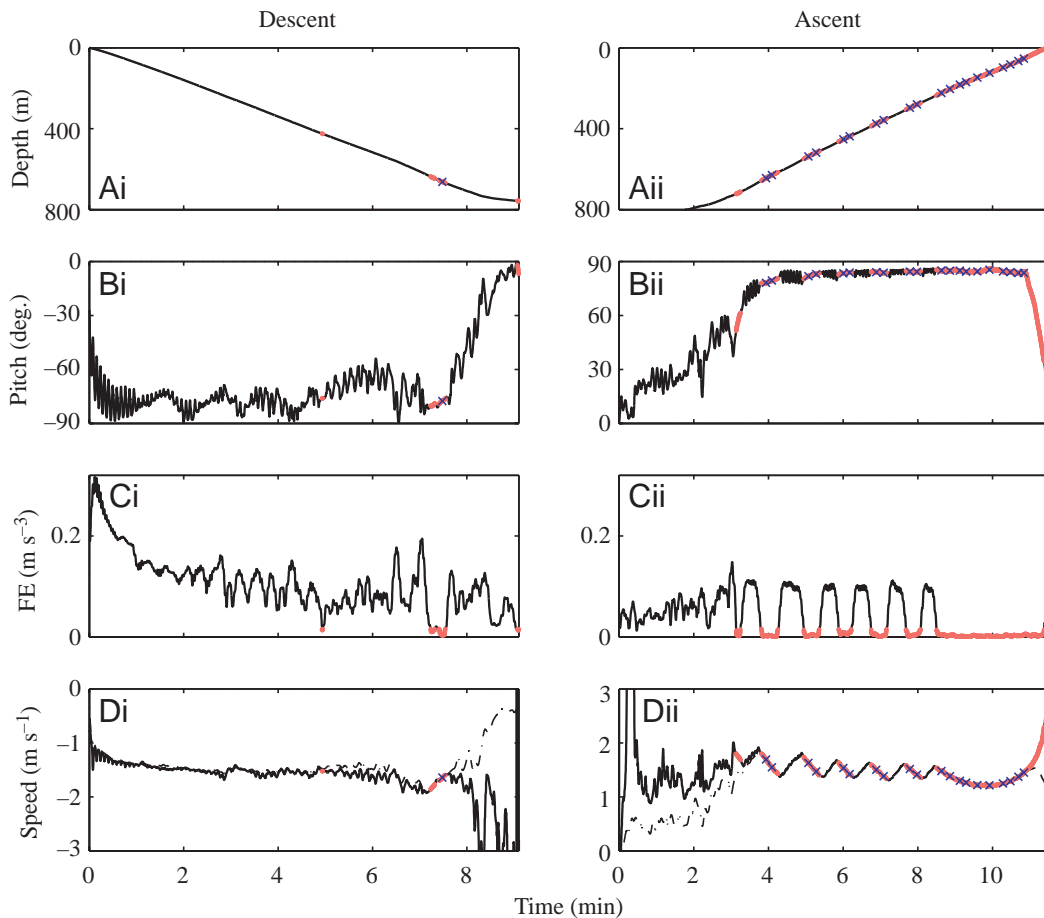 Descent
Ascent
Depth (m)
0
400
800
Ai
0
400
800
Aii
Pitch (deg.)
0
–30
–60
–90
Bi
90
60
30
0
Bii
FE (m s–3)
0.2
0
Ci
0.2
0
Cii
Speed (m s–1)
0
–1
–2
–3
Di
3
2
1
0
Dii
0 2 4 6 8
0 2 4 6 8 10
Time (min)